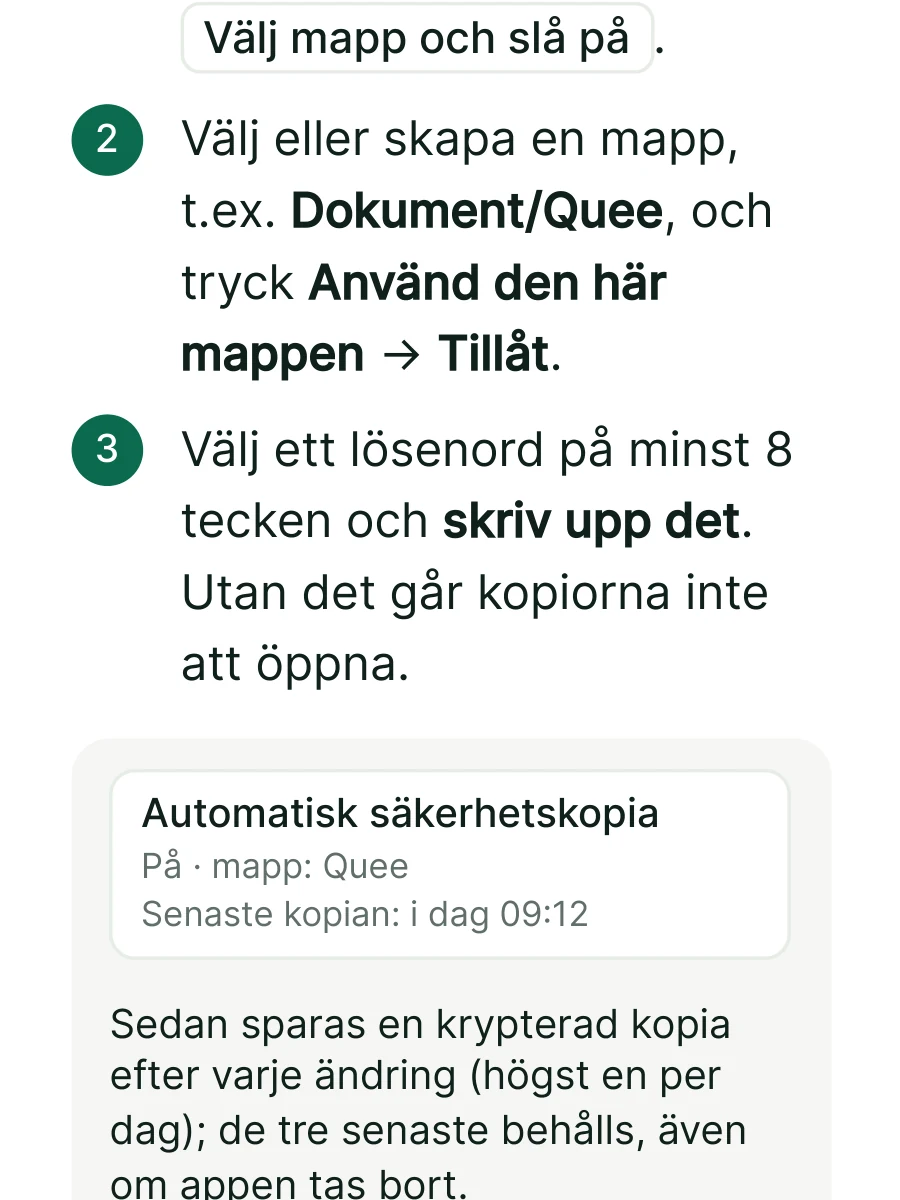 Välj mapp och slå på .
2 Välj eller skapa en mapp,
t.ex. Dokument/Quee, och
tryck Använd den här
mappen → Tillåt.
3 Välj ett lösenord på minst 8
tecken och skriv upp det.
Utan det går kopiorna inte
att öppna.
Automatisk säkerhetskopia
På · mapp: Quee
Senaste kopian: i dag 09:12
Sedan sparas en krypterad kopia
efter varje ändring (högst en per
dag); de tre senaste behålls, även
om appen tas bort.